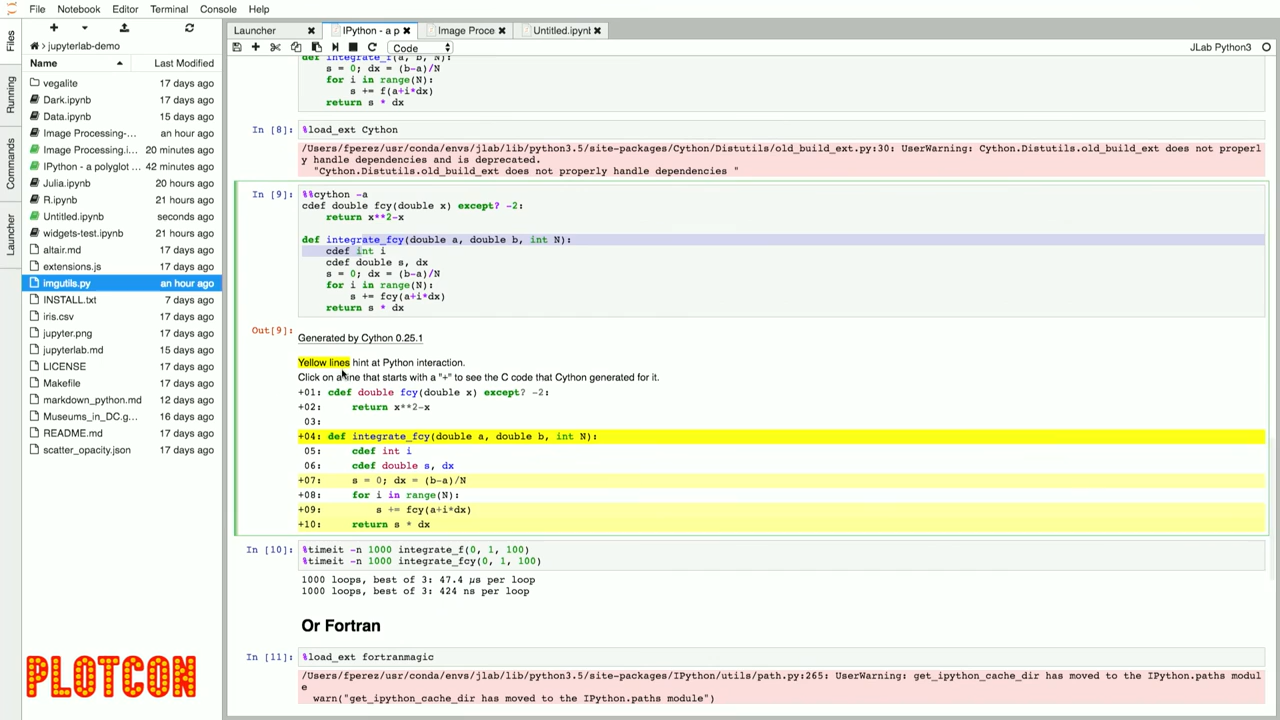 File Notebook Editor Terminal Console Help
Files
Running
Commands
Launcher
jupyterlab-demo
Name Last Modified
vegalite 17 days ago
Dark.ipynb 17 days ago
Data.ipynb 15 days ago
Image Processing-... an hour ago
Image Processing.i... 20 minutes ago
IPython - a polyglot ... 42 minutes ago
Julia.ipynb 20 hours ago
R.ipynb 21 hours ago
Untitled.ipynb seconds ago
widgets-test.ipynb 21 hours ago
altair.md 17 days ago
extensions.js 17 days ago
imgutils.py an hour ago
INSTALL.txt 7 days ago
iris.csv 17 days ago
jupyter.png 17 days ago
jupyterlab.md 15 days ago
LICENSE 17 days ago
Makefile 17 days ago
markdown_python.md 12 days ago
Museums_in_DC.g... 16 days ago
README.md 17 days ago
scatter_opacity.json 17 days ago
PLOTCON
Launcher IPython - a p Image Proce Untitled.ipynt
Code JLab Python3
def integrate_f(a, b, N):
s = 0; dx = (b-a)/N
for i in range(N):
s += f(a+i*dx)
return s * dx
In [8]: %load_ext Cython
/Users/fperez/usr/conda/envs/jlab/lib/python3.5/site-packages/Cython/Distutils/old_build_ext.py:30: UserWarning: Cython.Distutils.old_build_ext does not properl
y handle dependencies and is deprecated.
"Cython.Distutils.old_build_ext does not properly handle dependencies "
In [9]: %%cython -a
cdef double fcy(double x) except? -2:
return x**2-x
def integrate_fcy(double a, double b, int N):
cdef int i
cdef double s, dx
s = 0; dx = (b-a)/N
for i in range(N):
s += fcy(a+i*dx)
return s * dx
Out[9]: Generated by Cython 0.25.1
Yellow lines hint at Python interaction.
Click on a line that starts with a "+" to see the C code that Cython generated for it.
+01: cdef double fcy(double x) except? -2:
+02: return x**2-x
03:
+04: def integrate_fcy(double a, double b, int N):
05: cdef int i
06: cdef double s, dx
+07: s = 0; dx = (b-a)/N
+08: for i in range(N):
+09: s += fcy(a+i*dx)
+10: return s * dx
In [10]: %timeit -n 1000 integrate_f(0, 1, 100)
%timeit -n 1000 integrate_fcy(0, 1, 100)
1000 loops, best of 3: 47.4 µs per loop
1000 loops, best of 3: 424 ns per loop
Or Fortran
In [11]: %load_ext fortranmagic
/Users/fperez/usr/conda/envs/jlab/lib/python3.5/site-packages/IPython/utils/path.py:265: UserWarning: get_ipython_cache_dir has moved to the IPython.paths modul
e
warn("get_ipython_cache_dir has moved to the IPython.paths module")